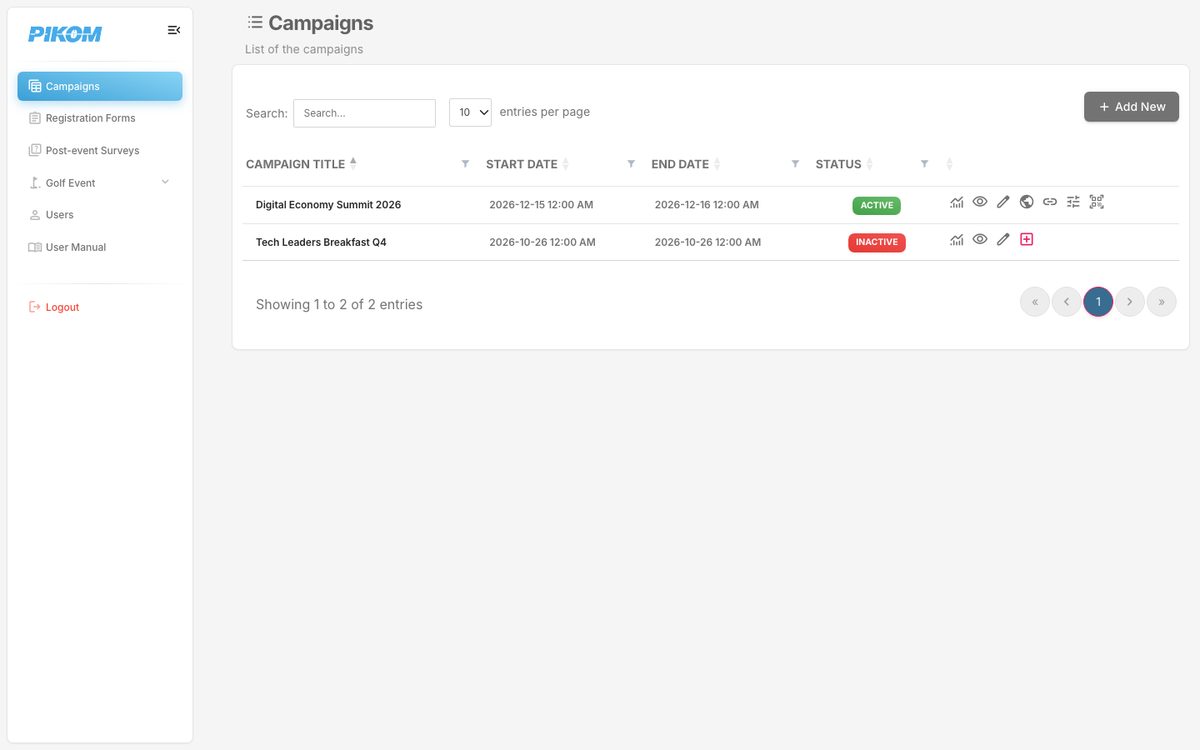 PIKOM
Campaigns
Registration Forms
Post-event Surveys
Golf Event
Users
User Manual
Logout
Campaigns
List of the campaigns
Search: Search... 10 entries per page
+ Add New
CAMPAIGN TITLE START DATE END DATE STATUS
Digital Economy Summit 2026 2026-12-15 12:00 AM 2026-12-16 12:00 AM ACTIVE
Tech Leaders Breakfast Q4 2026-10-26 12:00 AM 2026-10-26 12:00 AM INACTIVE
Showing 1 to 2 of 2 entries
« ‹ 1 › »